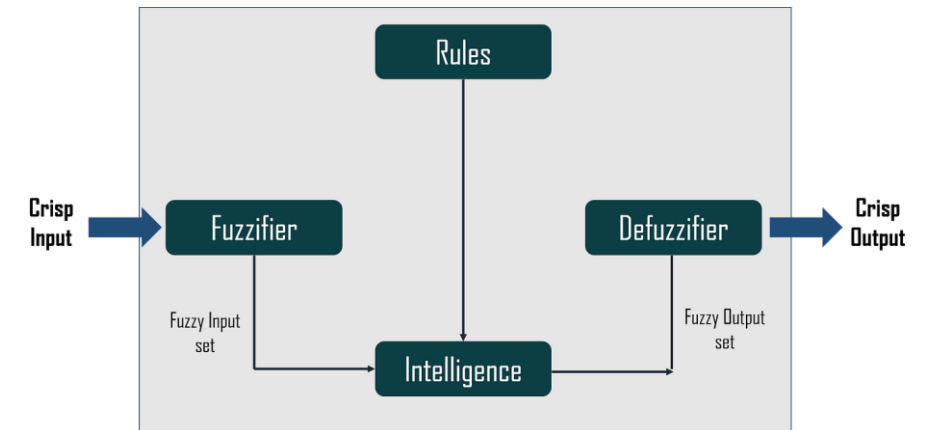 Rules
Crisp
Input
Fuzzifier
Defuzzifier
Crisp
Output
Fuzzy Input
set
Fuzzy Output
set
Intelligence